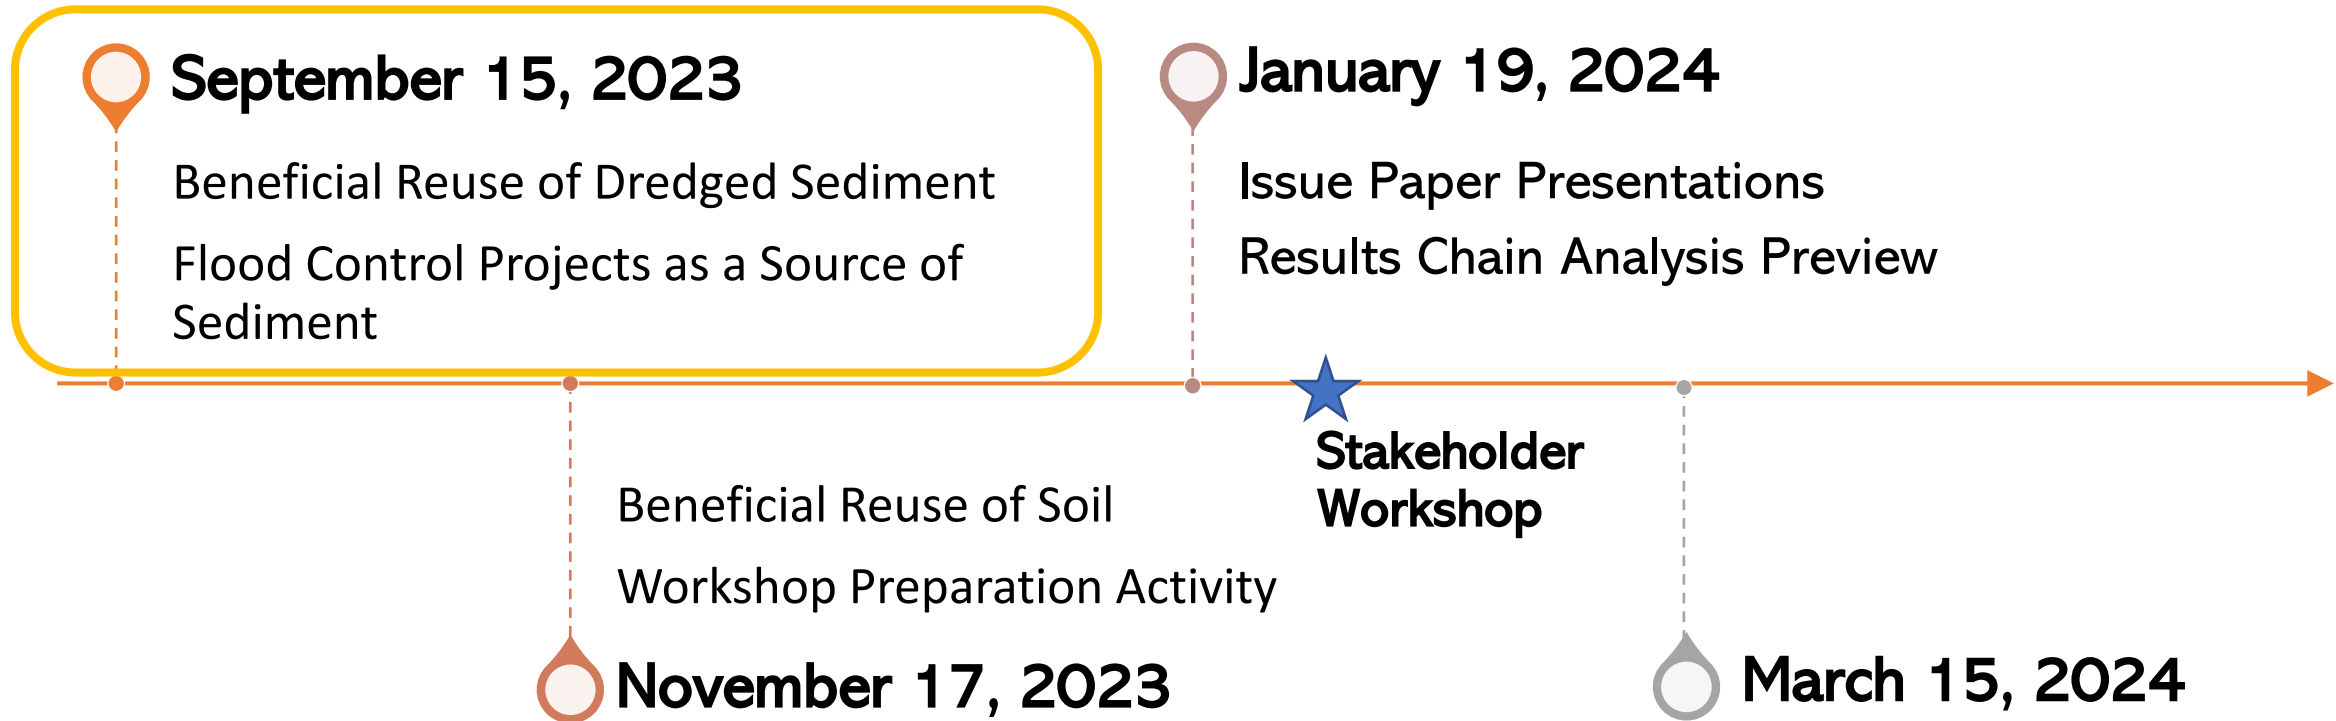 September 15, 2023
Beneficial Reuse of Dredged Sediment
Flood Control Projects as a Source of
Sediment
January 19, 2024
Issue Paper Presentations
Results Chain Analysis Preview
Stakeholder
Workshop
Beneficial Reuse of Soil
Workshop Preparation Activity
November 17, 2023
March 15, 2024